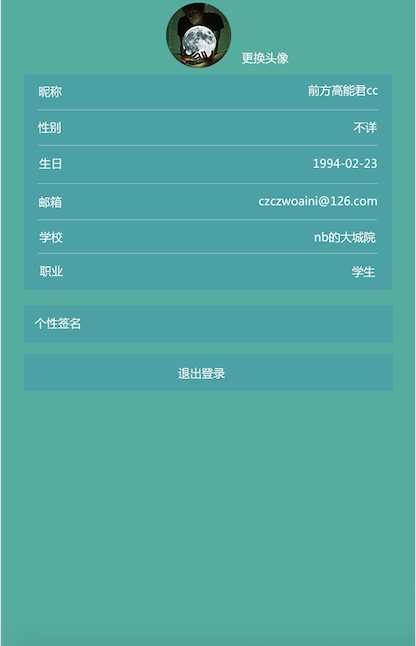 更换头像
昵称 前方高能君cc
性别 不详
生日 1994-02-23
邮箱 czczwoaini@126.com
学校 nb的大城院
职业 学生
个性签名
退出登录